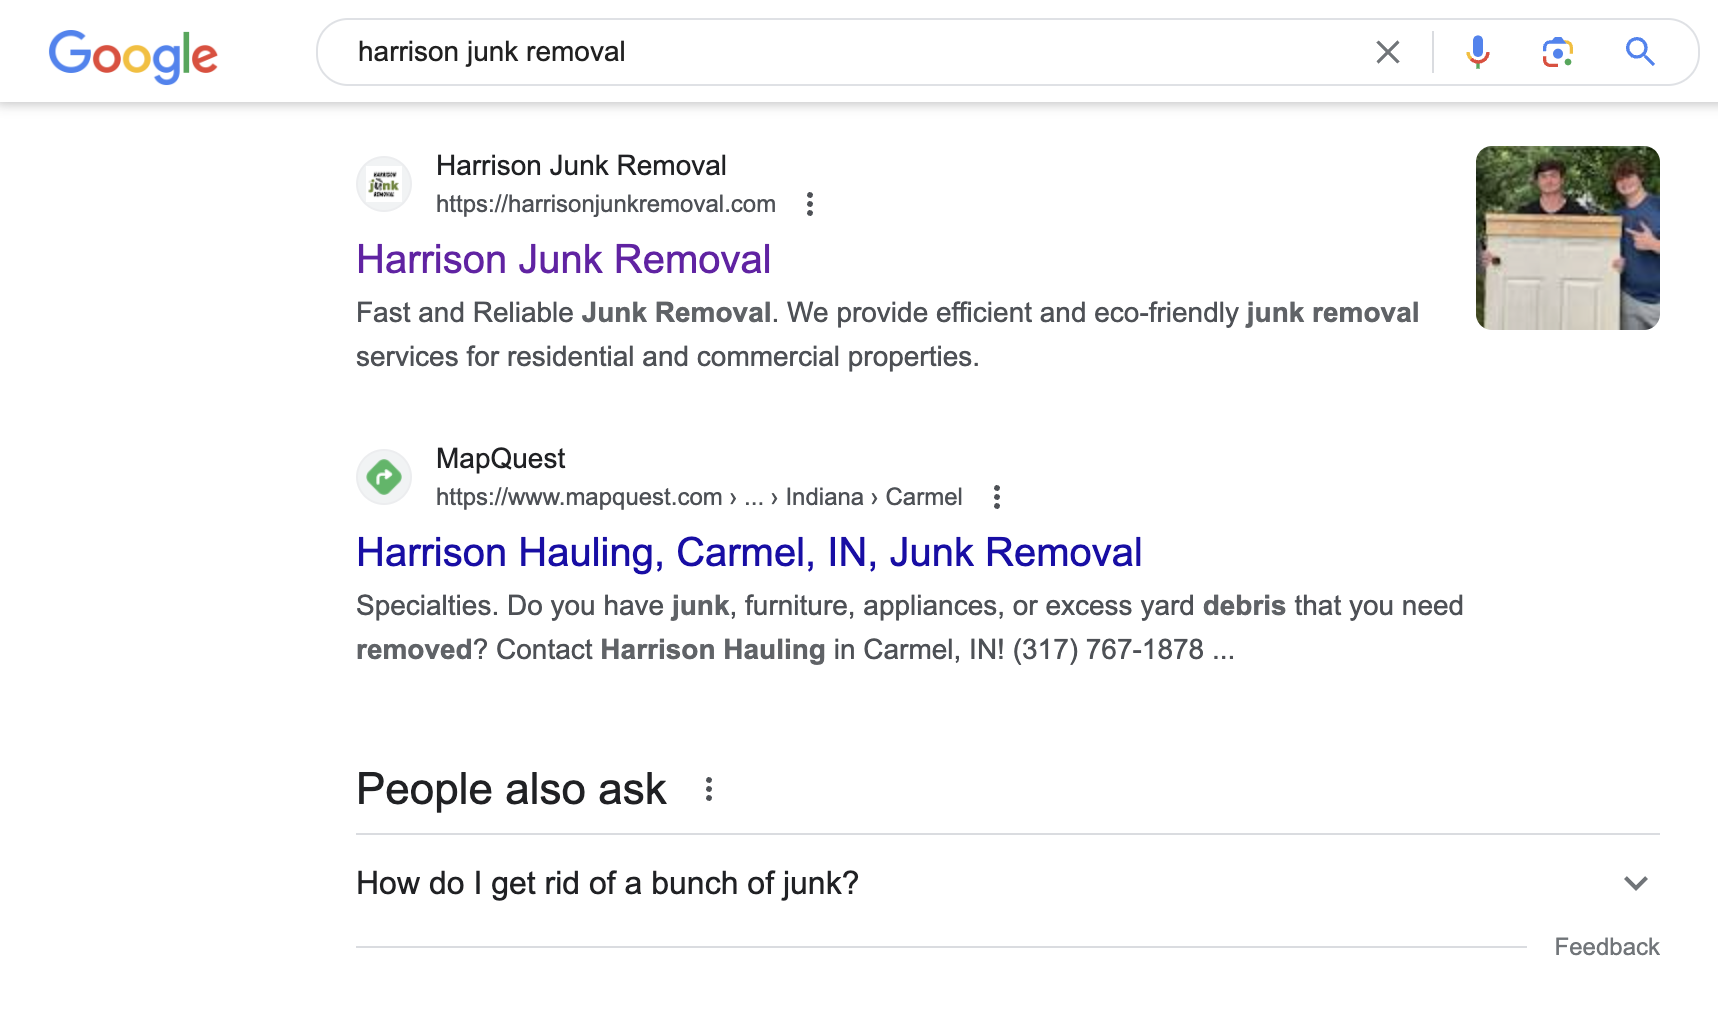 Google
harrison junk removal
HARRISON
junk
REMOVAL
Harrison Junk Removal
https://harrisonjunkremoval.com
Harrison Junk Removal
Fast and Reliable Junk Removal. We provide efficient and eco-friendly junk removal
services for residential and commercial properties.
MapQuest
https://www.mapquest.com › ... › Indiana › Carmel
Harrison Hauling, Carmel, IN, Junk Removal
Specialties. Do you have junk, furniture, appliances, or excess yard debris that you need
removed? Contact Harrison Hauling in Carmel, IN! (317) 767-1878 ...
People also ask
How do I get rid of a bunch of junk?
Feedback